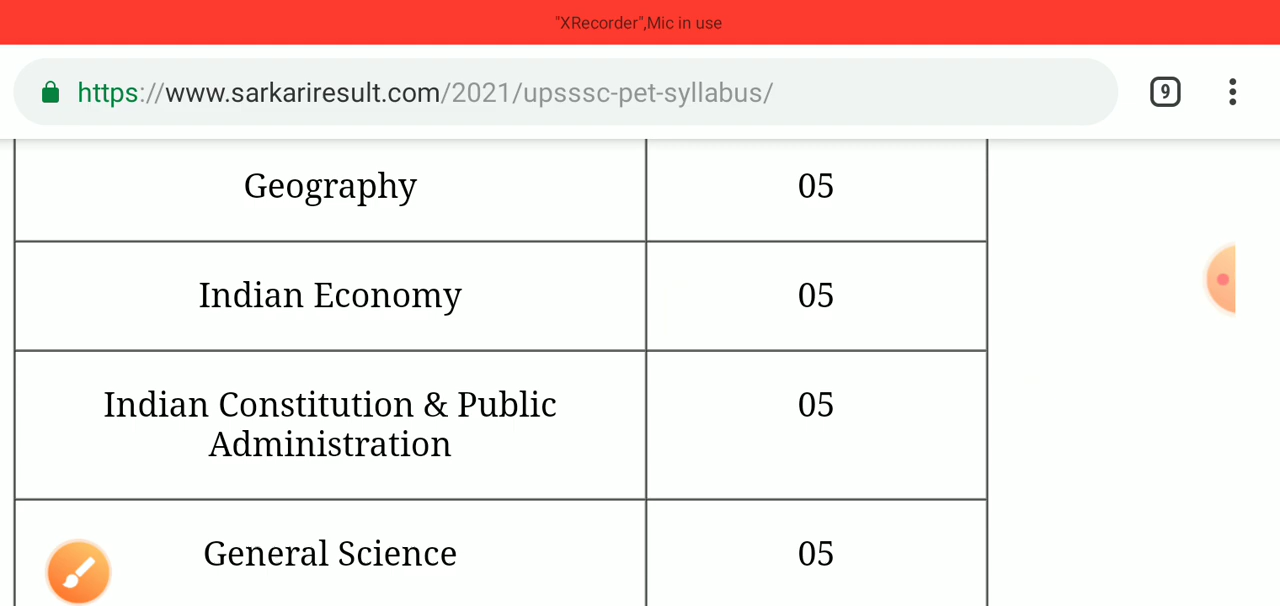 "XRecorder",Mic in use
https://www.sarkariresult.com/2021/upsssc-pet-syllabus/
9
Geography 05
Indian Economy 05
Indian Constitution & Public 05
Administration
General Science 05